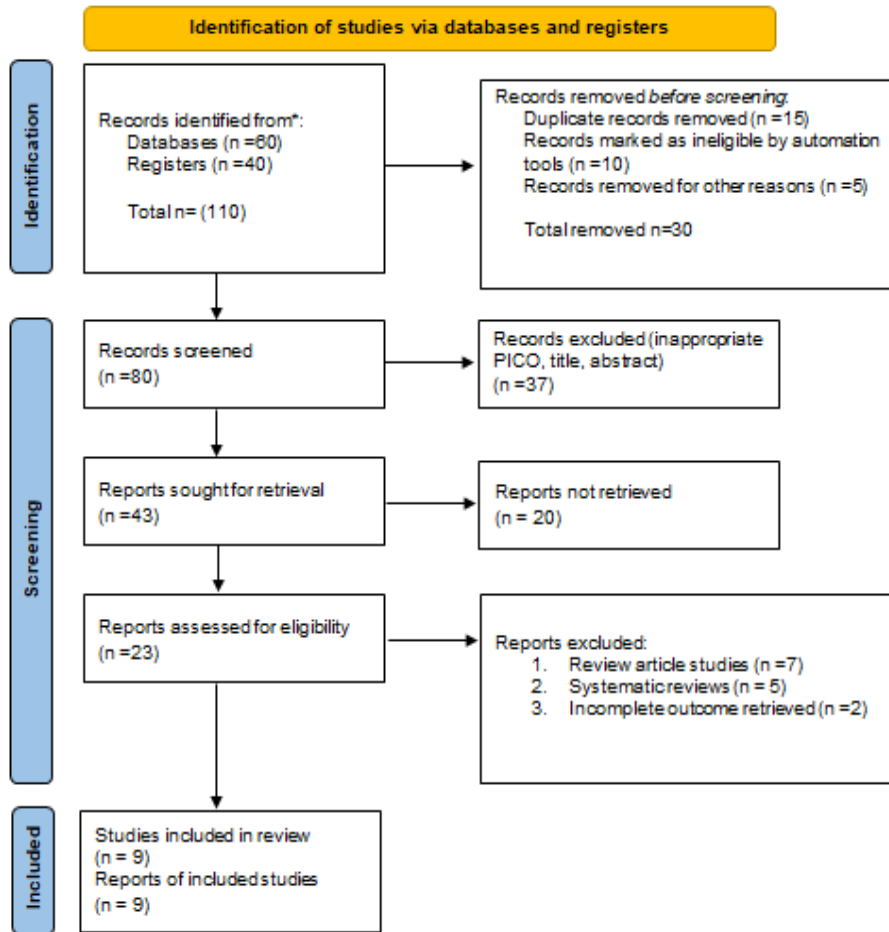 Identification of studies via databases and registers
Identification
Records identified from*:
Databases (n =60)
Registers (n =40)
Total n= (110)
Records removed before screening:
Duplicate records removed (n =15)
Records marked as ineligible by automation
tools (n =10)
Records removed for other reasons (n =5)
Total removed n=30
Screening
Records screened
(n =80)
Records excluded (inappropriate
PICO, title, abstract)
(n =37)
Reports sought for retrieval
(n =43)
Reports not retrieved
(n = 20)
Reports assessed for eligibility
(n =23)
Reports excluded:
1. Review article studies (n =7)
2. Systematic reviews (n = 5)
3. Incomplete outcome retrieved (n =2)
Included
Studies included in review
(n = 9)
Reports of included studies
(n = 9)